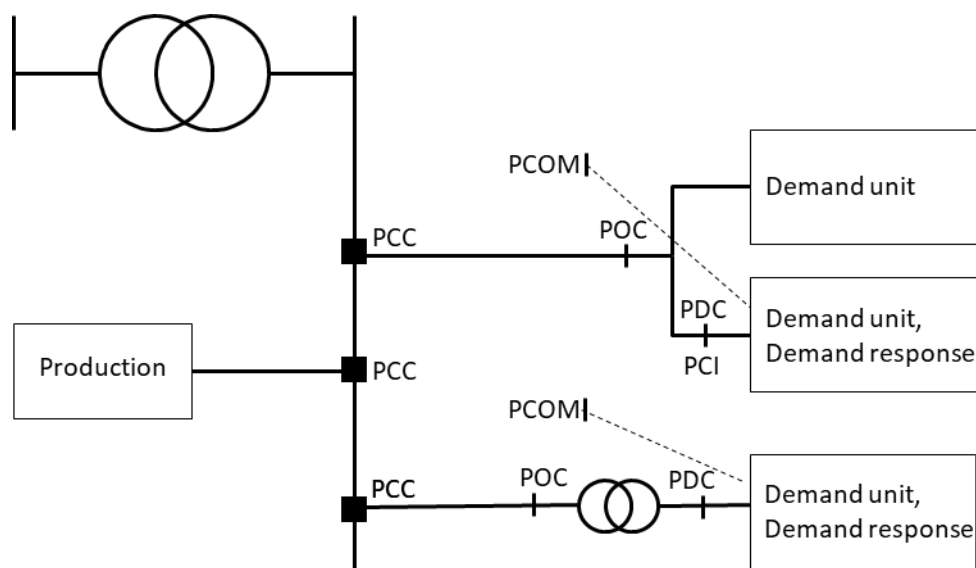 Demand unit
PCOM
PCC
POC
PDC
PCI
Demand unit,
Demand response
Production
PCC
PCOM
PCC
POC
PDC
Demand unit,
Demand response